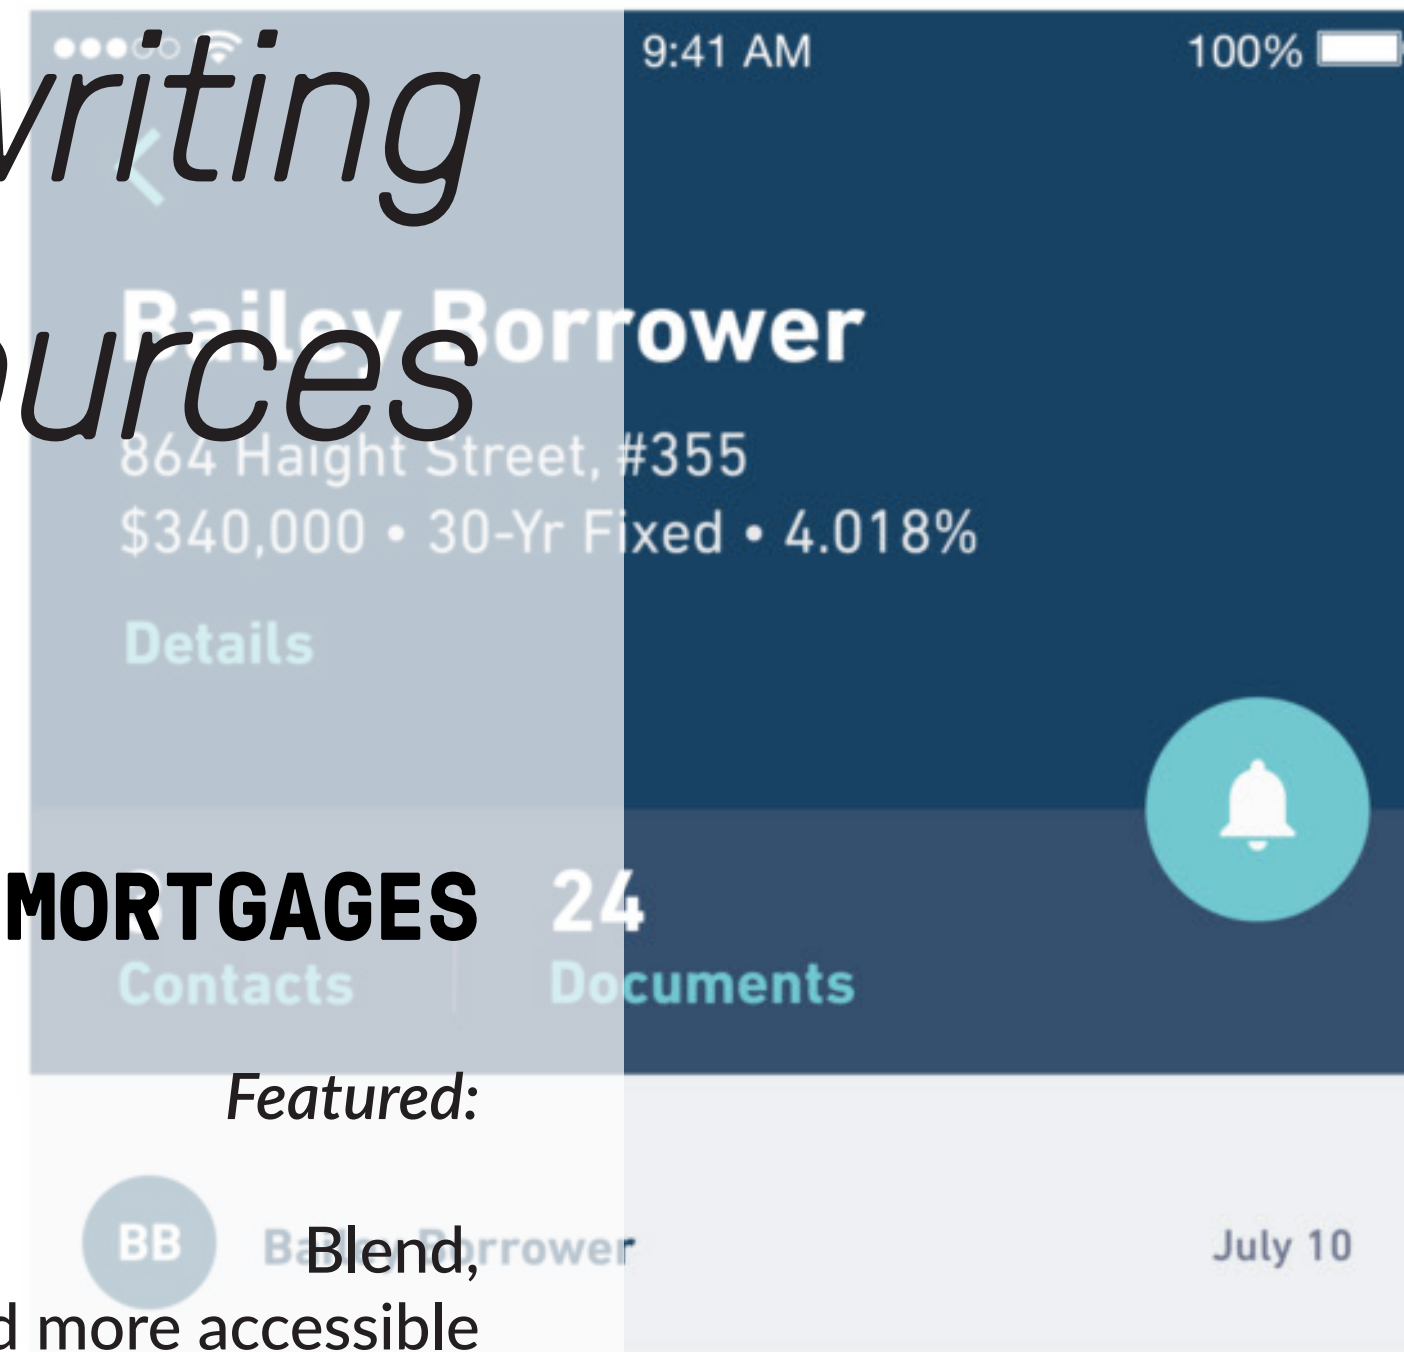 9:41 AM 100%
writing
Bailey Borrower
ources
864 Haight Street, #355
$340,000 • 30-Yr Fixed • 4.018%
Details
MORTGAGES
24
Contacts
Documents
Featured:
BB
Bailey Borrower
July 10
Blend,
d more accessible